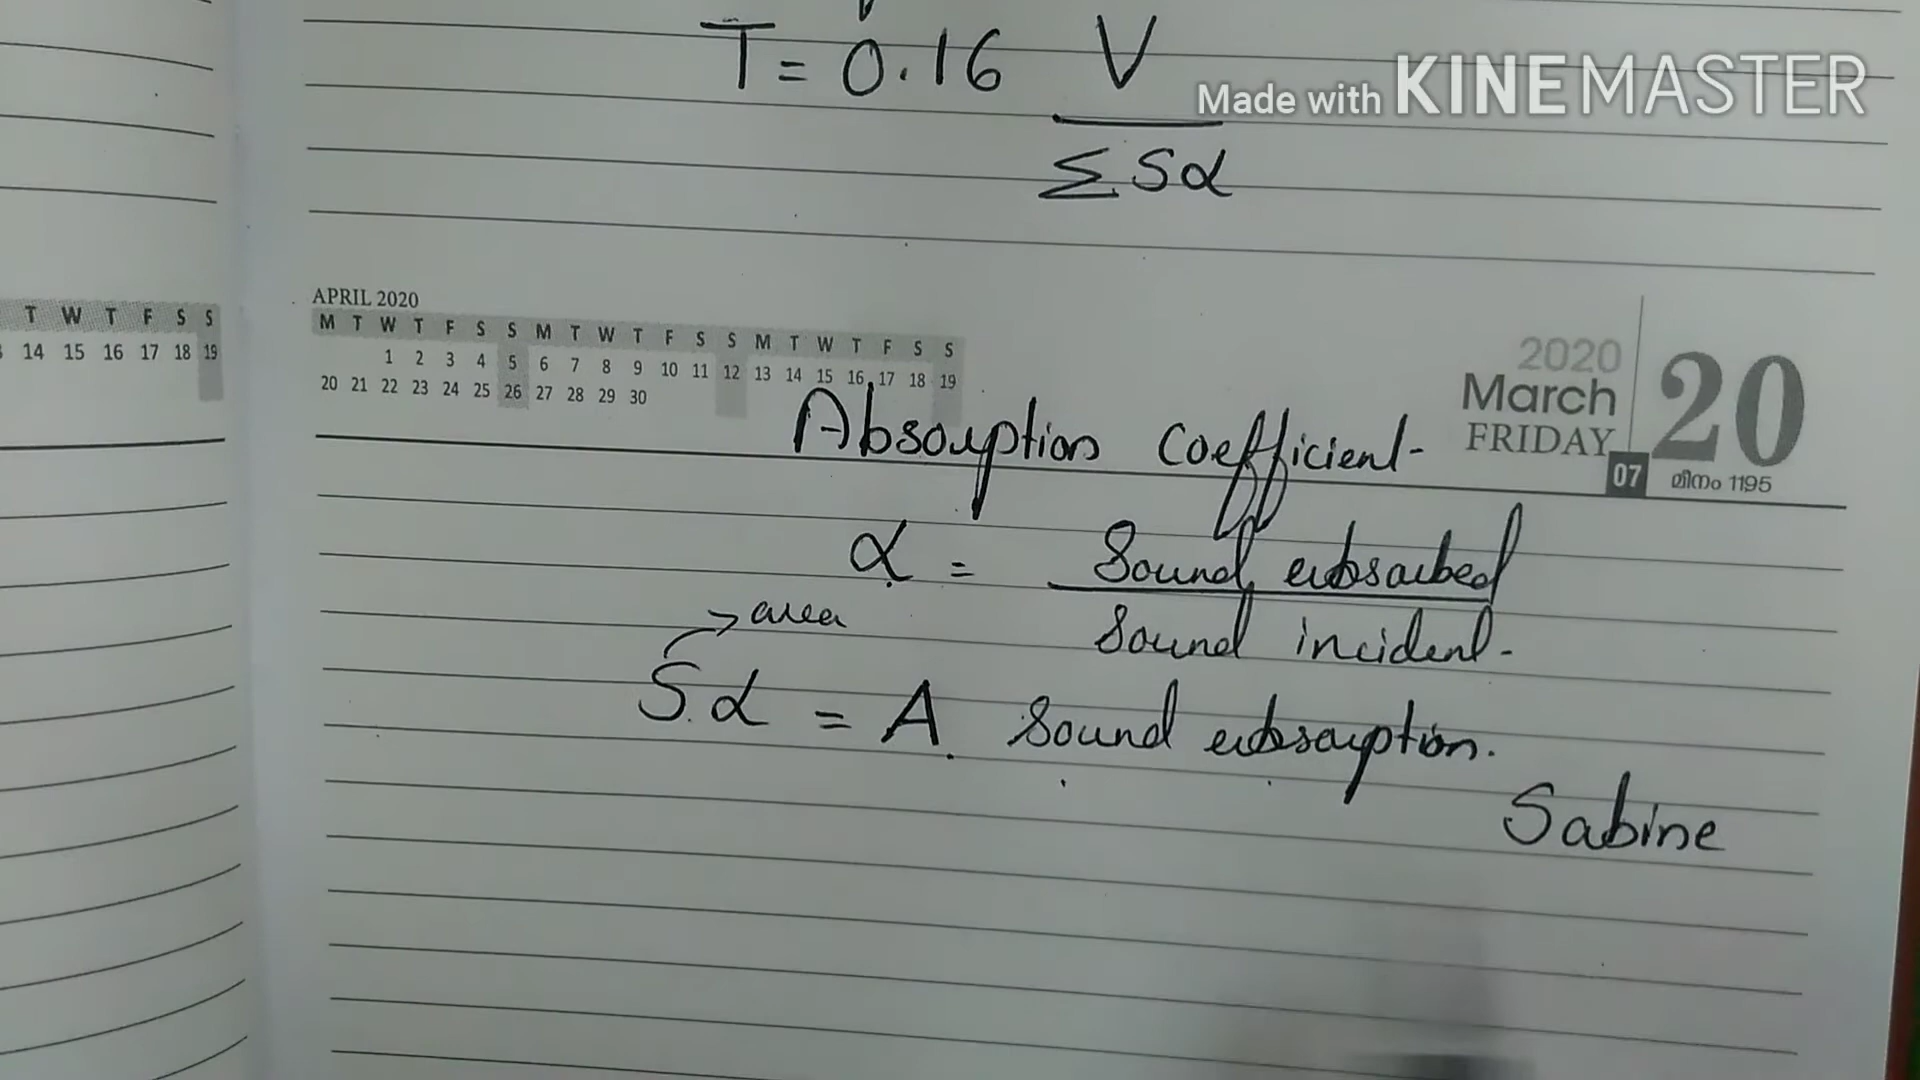 T = 0.16 V
Made with KINEMASTER
Σ Sα
T W T F S S
14 15 16 17 18 19
APRIL 2020
M T W T F S S M T W T F S S M T W T F S S
1 2 3 4 5 6 7 8 9 10 11 12 13 14 15 16 17 18 19
20 21 22 23 24 25 26 27 28 29 30
2020
March
FRIDAY
20
07
മീനം 1195
Absorption coefficient-
α = Sound absorbed
Sound incident-
area
S.α = A. Sound absorption.
Sabine